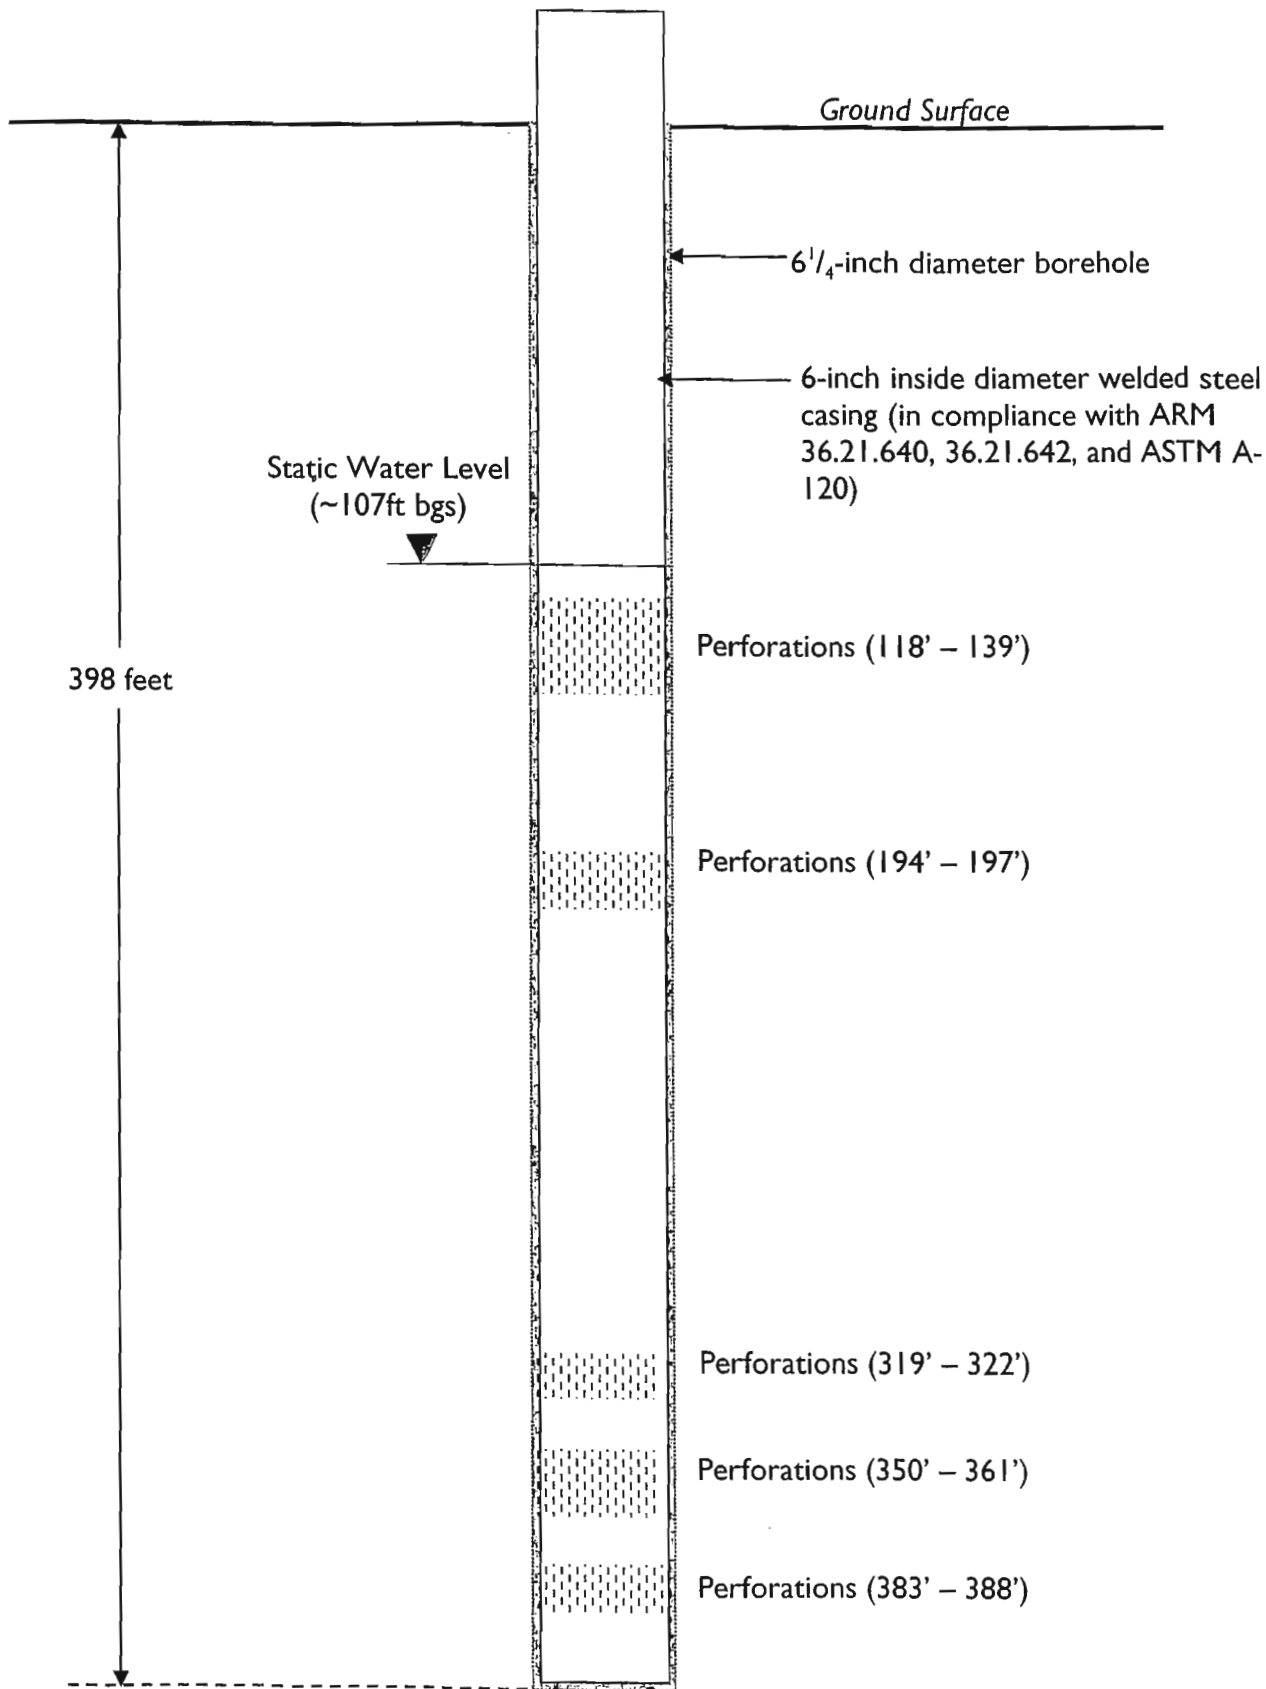 Ground Surface
6 1/4-inch diameter borehole
6-inch inside diameter welded steel
casing (in compliance with ARM
36.21.640, 36.21.642, and ASTM A-
120)
Static Water Level
(~107ft bgs)
Perforations (118’ – 139’)
398 feet
Perforations (194’ – 197’)
Perforations (319’ – 322’)
Perforations (350’ – 361’)
Perforations (383’ – 388’)